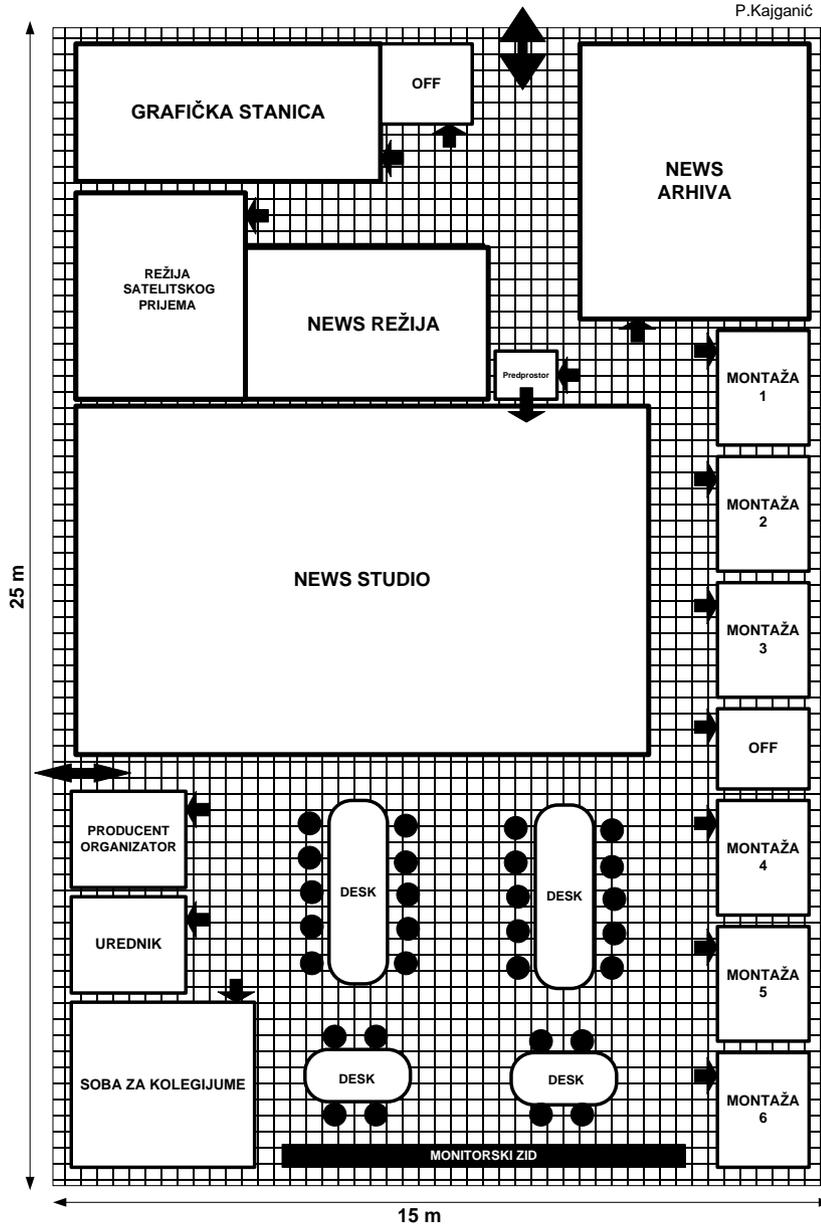 P.Kajganić
GRAFIČKA STANICA
OFF
NEWS
ARHIVA
REŽIJA
SATELITSKOG
PRIJEMA
NEWS REŽIJA
Predprostor
MONTAŽA
1
MONTAŽA
2
NEWS STUDIO
MONTAŽA
3
25 m
OFF
PRODUCENT
ORGANIZATOR
MONTAŽA
4
DESK
DESK
UREDNIK
MONTAŽA
5
SOBA ZA KOLEGIJUME
DESK
DESK
MONTAŽA
6
MONITORSKI ZID
15 m